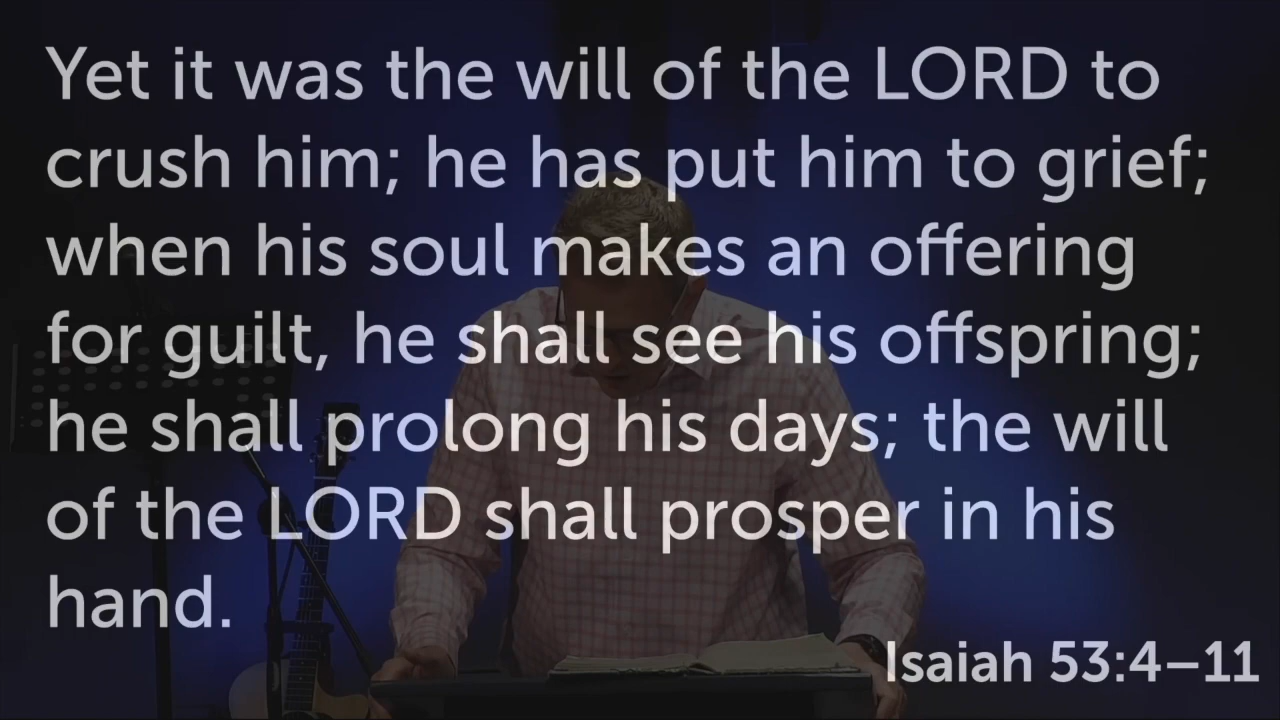 Yet it was the will of the LORD to
crush him; he has put him to grief;
when his soul makes an offering
for guilt, he shall see his offspring;
he shall prolong his days; the will
of the LORD shall prosper in his
hand.
Isaiah 53:4–11